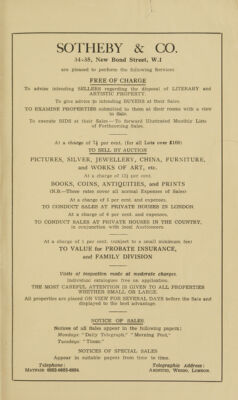 SOTHEBY & CO.
34-35, New Bond Street, W.1
are pleased to perform the following Services
FREE OF CHARGE
To advise intending SELLERS regarding the disposal of LITERARY and
ARTISTIC PROPERTY.
To give advice to intending BUYERS at their Sales.
TO EXAMINE PROPERTIES submitted to them at their rooms with a view
to Sale.
To execute BIDS at their Sales—To forward Illustrated Monthly Lists
of Forthcoming Sales.
At a charge of 7½ per cent. (for all Lots over £100)
TO SELL BY AUCTION
PICTURES, SILVER, JEWELLERY, CHINA, FURNITURE,
and WORKS OF ART, etc.
At a charge of 12½ per cent.
BOOKS, COINS, ANTIQUITIES, and PRINTS
(N.B.—These rates cover all normal Expenses of Sales)
At a charge of 5 per cent. and expenses.
TO CONDUCT SALES AT PRIVATE HOUSES IN LONDON
At a charge of 6 per cent. and expenses.
TO CONDUCT SALES AT PRIVATE HOUSES IN THE COUNTRY,
in conjunction with local Auctioneers.
At a charge of 1 per cent. (subject to a small minimum fee)
TO VALUE for PROBATE INSURANCE,
and FAMILY DIVISION
Visits of inspection made at moderate charges.
Individual catalogues free on application.
THE MOST CAREFUL ATTENTION IS GIVEN TO ALL PROPERTIES
WHETHER SMALL OR LARGE.
All properties are placed ON VIEW FOR SEVERAL DAYS before the Sale and
displayed to the best advantage.
NOTICE OF SALES
Notices of all Sales appear in the following papers:
Mondays: "Daily Telegraph," "Morning Post,"
Tuesdays: "Times."
NOTICES OF SPECIAL SALES
Appear in suitable papers from time to time.
Telephone:
MAYFAIR 6682-6683-6684.
Telegraphic Address:
ABINITIO, WESDO, LONDON.